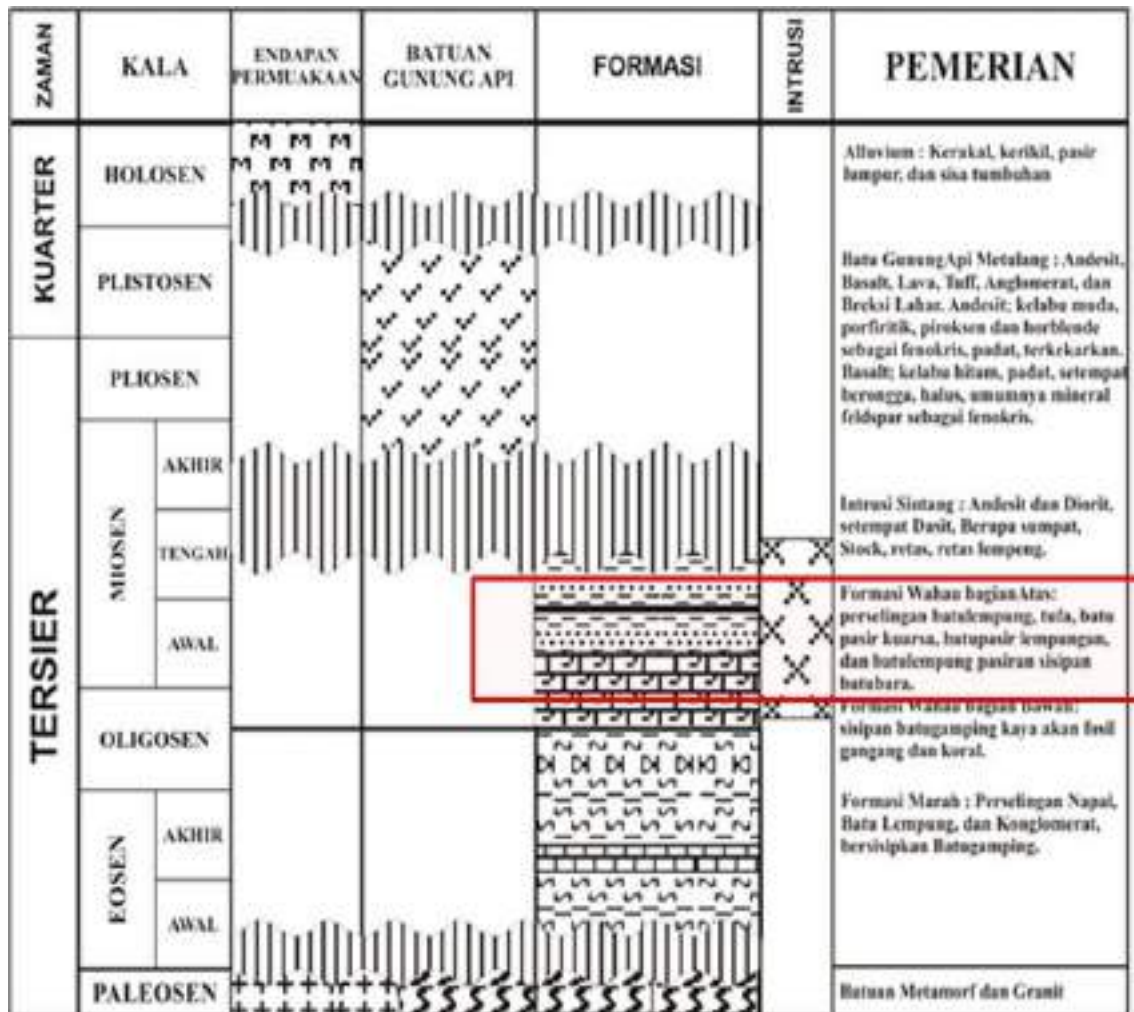 ZAMAN
KALA
ENDAPAN
PERMUAKAAN
BATUAN
GUNUNG API
FORMASI
INTRUSI
PEMERIAN
KUARTER
HOLOSEN
PLISTOSEN
TERSIER
PLIOSEN
MIOSEN
AKHIR
TENGAH
AWAL
OLIGOSEN
EOSEN
AKHIR
AWAL
PALEOSEN
Alluvium : Kerakal, kerikil, pasir
lumpur, dan sisa tumbuhan
Batu GunungApi Metulang : Andesit,
Basalt, Lava, Tuff, Anglomerat, dan
Breksi Lahar. Andesit; kelabu muda,
porfiritik, piroksen dan horblende
sebagai fenokris, padat, terkekarkan.
Basalt; kelabu hitam, padat, setempat
berongga, halus, umumnya mineral
feldspar sebagai fenokris.
Intrusi Sintang : Andesit dan Diorit,
setempat Dasit, Berupa sumpat,
Stock, retas, retas lempeng.
Formasi Wahau bagianAtas:
perselingan batulempung, tufa, batu
pasir kuarsa, batupasir lempungan,
dan batulempung pasiran sisipan
batubara.
Formasi Wahau bagian Bawah:
sisipan batugamping kaya akan fosil
gangang dan koral.
Formasi Marah : Perselingan Napal,
Batu Lempung, dan Konglomerat,
bersisipkan Batugamping.
Batuan Metamorf dan Granit